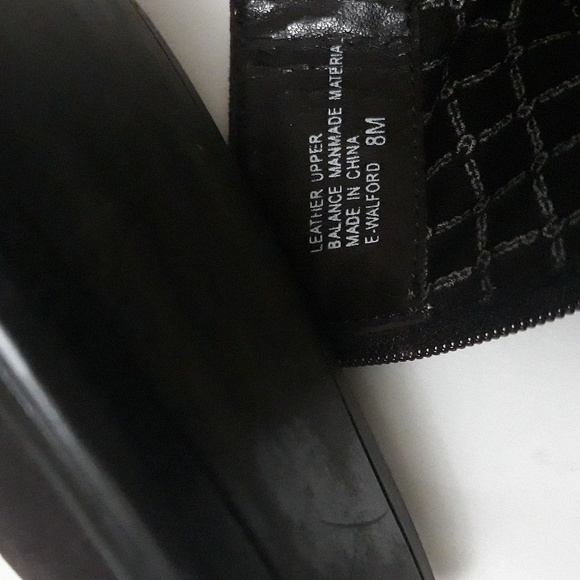 LEATHER UPPER
BALANCE MANMADE MATERIA
MADE IN CHINA
E-WALFORD 8M